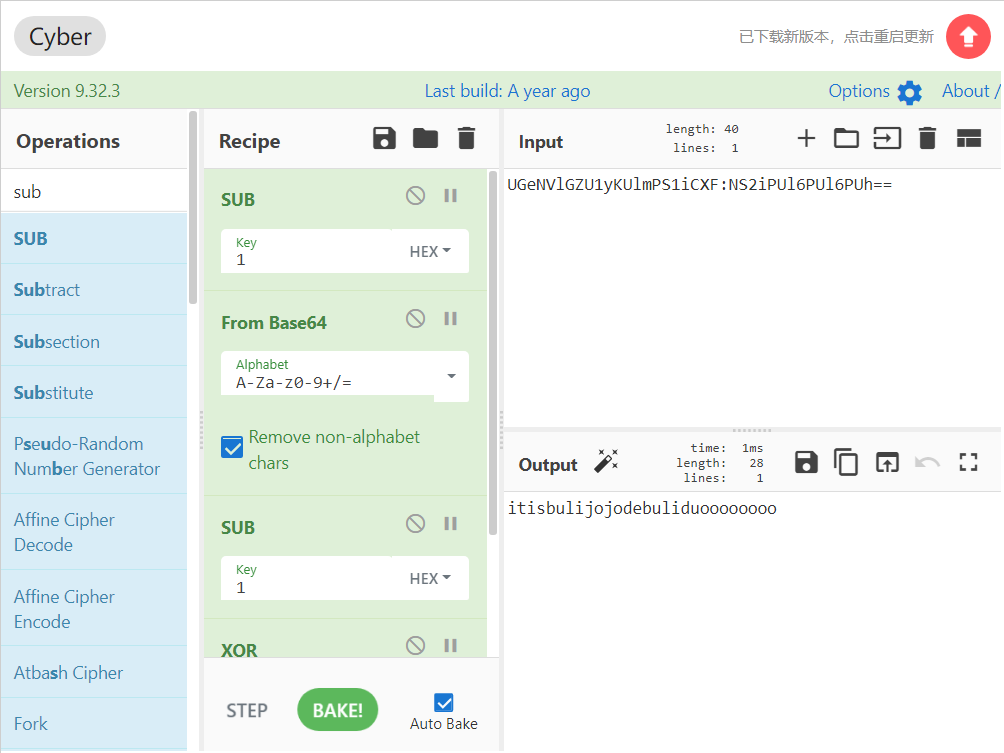 Cyber
已下载新版本，点击重启更新
Version 9.32.3
Last build: A year ago
Options
About /
Operations
sub
SUB
Subtract
Subsection
Substitute
Pseudo-Random
Number Generator
Affine Cipher
Decode
Affine Cipher
Encode
Atbash Cipher
Fork
Recipe
SUB
Key
1
HEX
From Base64
Alphabet
A-Za-z0-9+/=
Remove non-alphabet
chars
SUB
Key
1
HEX
XOR
STEP
BAKE!
Auto Bake
Input
length: 40
lines: 1
UGeNVlGZU1yKUlmPS1iCXF:NS2iPUl6PUl6PUh==
Output
time: 1ms
length: 28
lines: 1
itisbulijojodebuliduoooooooo